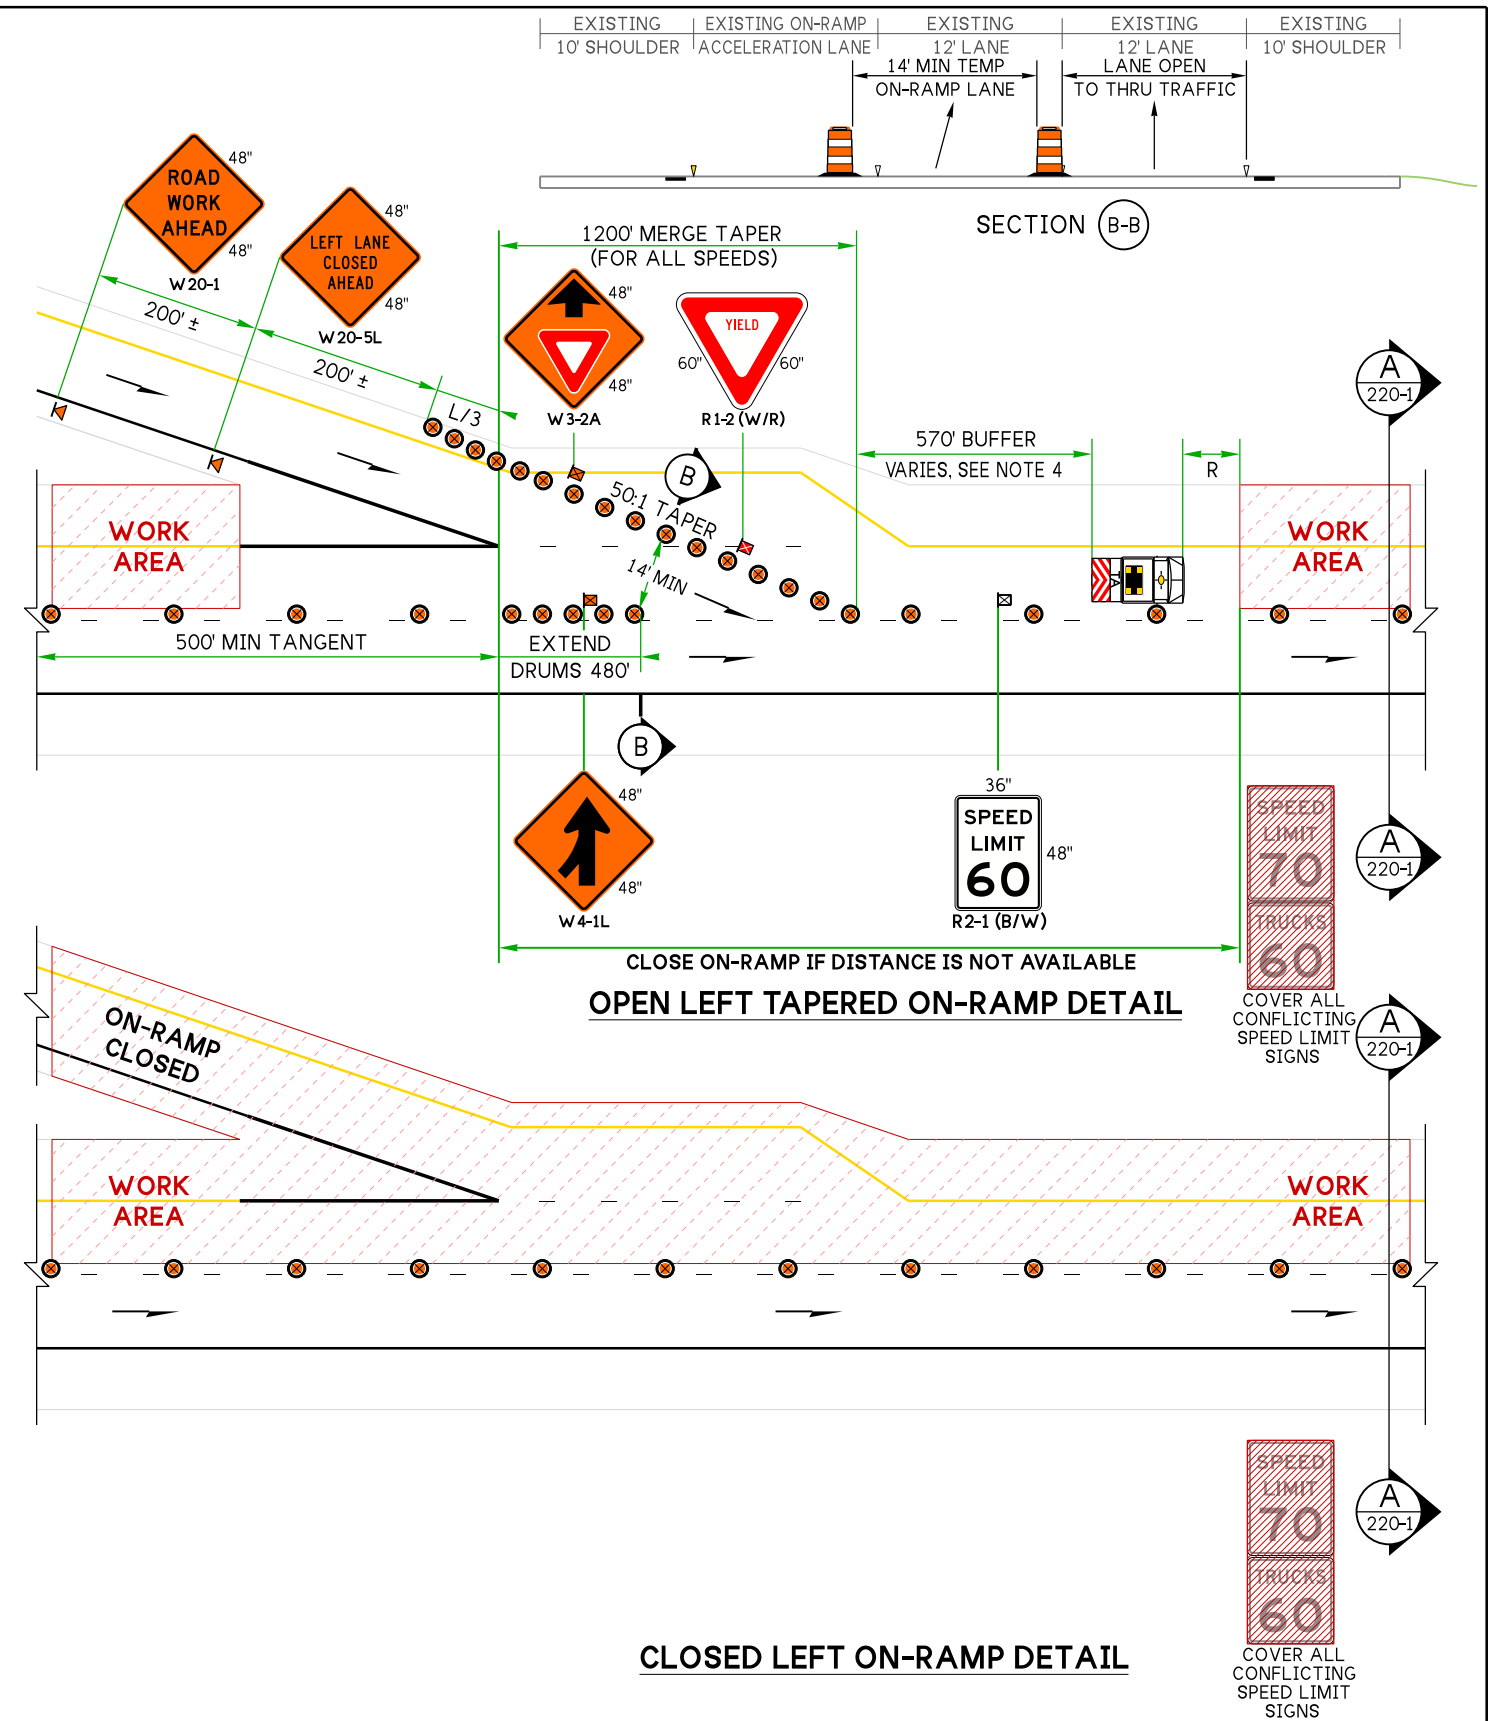 EXISTING
10' SHOULDER
EXISTING ON-RAMP
ACCELERATION LANE
EXISTING
12' LANE
EXISTING
12' LANE
EXISTING
10' SHOULDER
14' MIN TEMP
ON-RAMP LANE
LANE OPEN
TO THRU TRAFFIC
SECTION B-B
ROAD
WORK
AHEAD
48"
48"
W20-1
LEFT LANE
CLOSED
AHEAD
48"
48"
W20-5L
200' ±
200' ±
L/3
1200' MERGE TAPER
(FOR ALL SPEEDS)
48"
48"
W3-2A
YIELD
60"
60"
R1-2 (W/R)
A
220-1
570' BUFFER
VARIES, SEE NOTE 4
R
B
50:1 TAPER
14' MIN
WORK
AREA
TA
WORK
AREA
500' MIN TANGENT
EXTEND
DRUMS 480'
B
48"
48"
W4-1L
36"
SPEED
LIMIT
60
48"
R2-1 (B/W)
SPEED
LIMIT
70
TRUCKS
60
A
220-1
CLOSE ON-RAMP IF DISTANCE IS NOT AVAILABLE
OPEN LEFT TAPERED ON-RAMP DETAIL
COVER ALL
CONFLICTING
SPEED LIMIT
SIGNS
A
220-1
ON-RAMP
CLOSED
WORK
AREA
WORK
AREA
SPEED
LIMIT
70
TRUCKS
60
A
220-1
CLOSED LEFT ON-RAMP DETAIL
COVER ALL
CONFLICTING
SPEED LIMIT
SIGNS